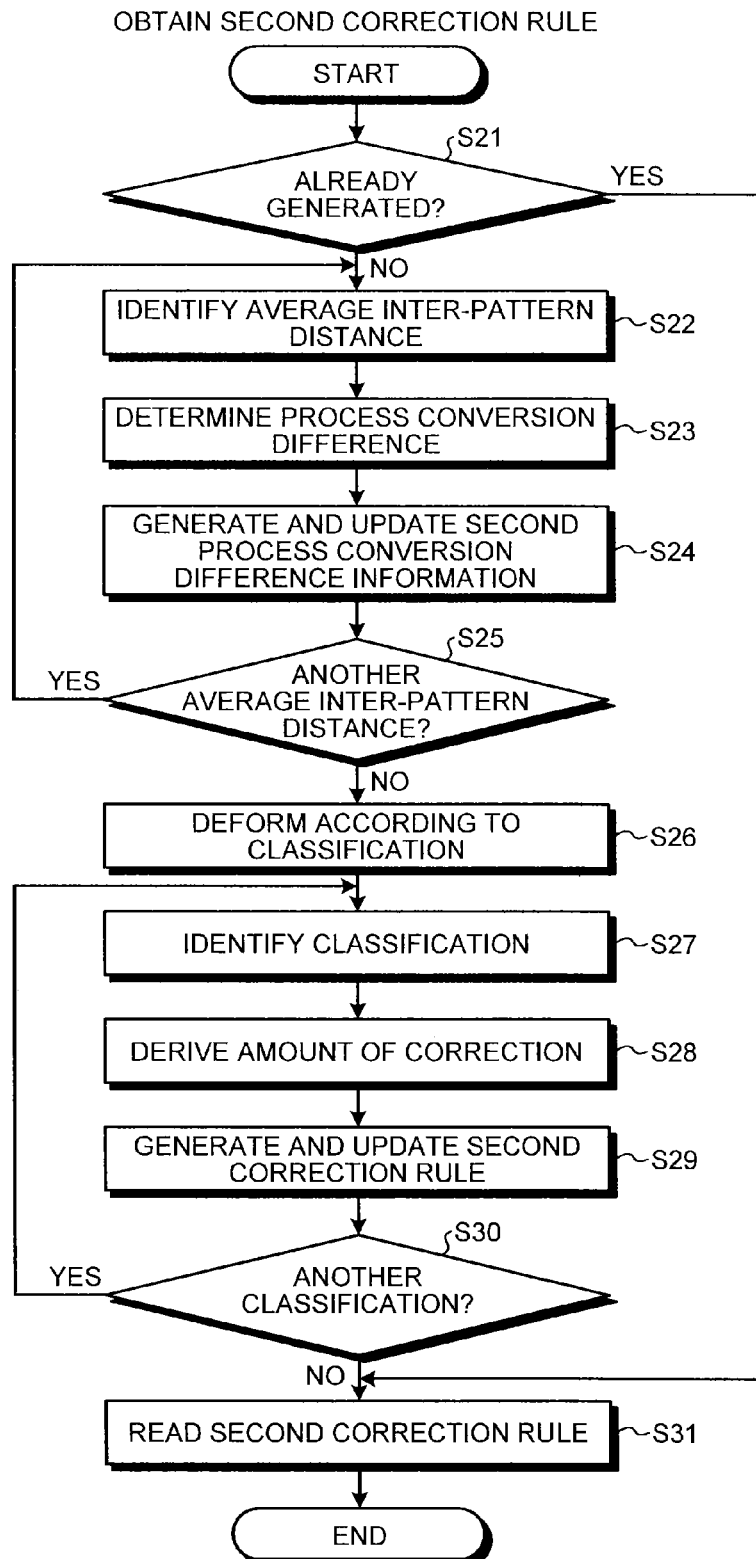 OBTAIN SECOND CORRECTION RULE
START
S21
ALREADY
GENERATED?
YES
NO
IDENTIFY AVERAGE INTER-PATTERN
DISTANCE
S22
DETERMINE PROCESS CONVERSION
DIFFERENCE
S23
GENERATE AND UPDATE SECOND
PROCESS CONVERSION
DIFFERENCE INFORMATION
S24
S25
YES
ANOTHER
AVERAGE INTER-PATTERN
DISTANCE?
NO
DEFORM ACCORDING TO
CLASSIFICATION
S26
IDENTIFY CLASSIFICATION
S27
DERIVE AMOUNT OF CORRECTION
S28
GENERATE AND UPDATE SECOND
CORRECTION RULE
S29
S30
YES
ANOTHER
CLASSIFICATION?
NO
READ SECOND CORRECTION RULE
S31
END